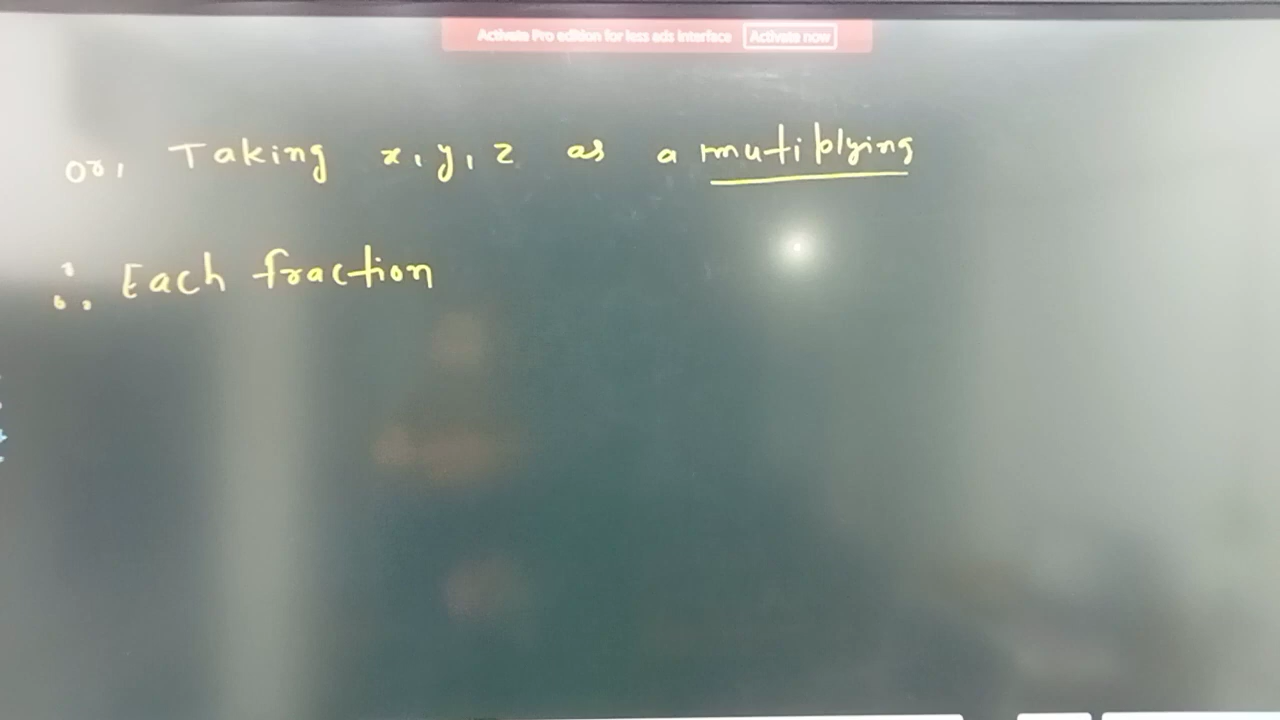 Activate Pro edition for less ads interface Activate now
or, Taking x, y, z as a mutiplying
∴ Each fraction